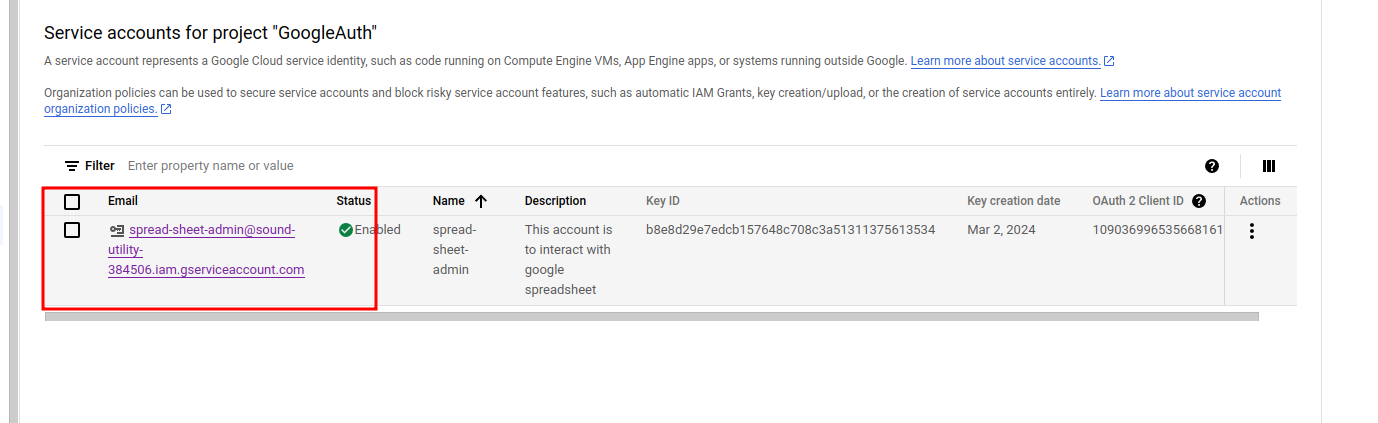 Service accounts for project "GoogleAuth"
A service account represents a Google Cloud service identity, such as code running on Compute Engine VMs, App Engine apps, or systems running outside Google. Learn more about service accounts.
Organization policies can be used to secure service accounts and block risky service account features, such as automatic IAM Grants, key creation/upload, or the creation of service accounts entirely. Learn more about service account
organization policies.
Filter Enter property name or value
Email Status Name Description Key ID Key creation date OAuth 2 Client ID Actions
spread-sheet-admin@sound- Enabled spread- This account is b8e8d29e7edcb157648c708c3a51311375613534 Mar 2, 2024 109036996535668161
utility- sheet- to interact with
384506.iam.gserviceaccount.com admin google
spreadsheet